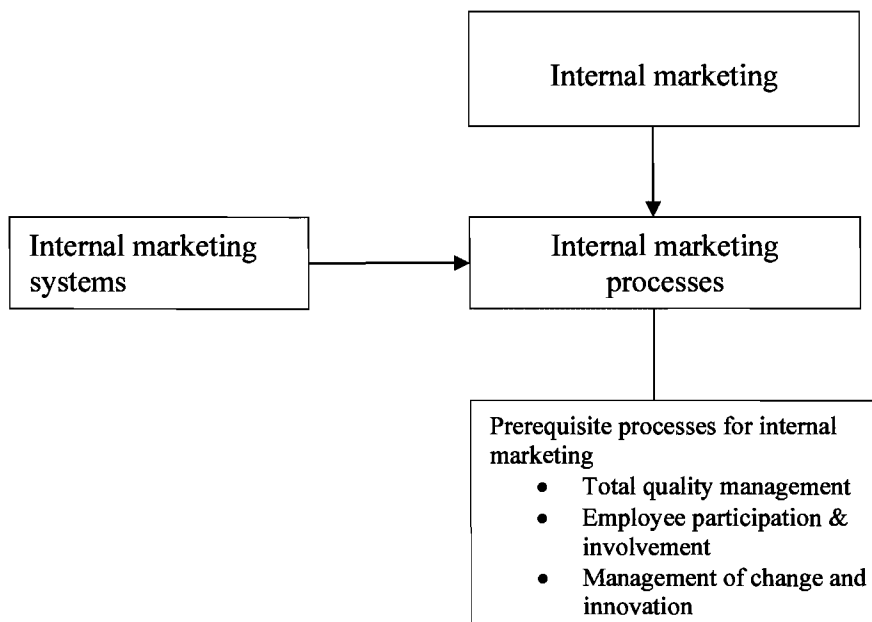 Internal marketing
Internal marketing
systems
Internal marketing
processes
Prerequisite processes for internal
marketing
● Total quality management
● Employee participation &
involvement
● Management of change and
innovation